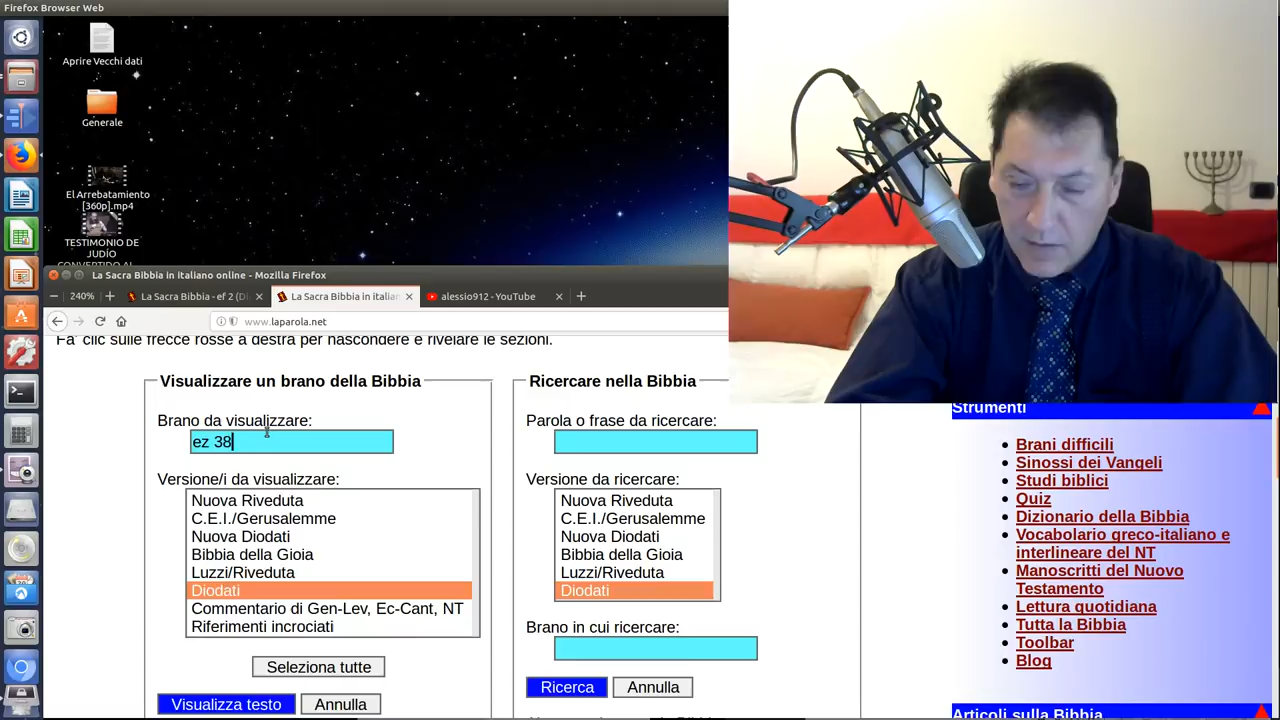 Firefox Browser Web
Aprire Vecchi dati
Generale
El Arrebatamiento
[360p].mp4
TESTIMONIO DE
JUDÍO
CONVERTIDO AL
La Sacra Bibbia in italiano online - Mozilla Firefox
240%
La Sacra Bibbia - ef 2 (Di
La Sacra Bibbia in italian
alessio912 - YouTube
www.laparola.net
Fa' clic sulle frecce rosse a destra per nascondere e rivelare le sezioni.
Visualizzare un brano della Bibbia
Brano da visualizzare:
ez 38
Versione/i da visualizzare:
Nuova Riveduta
C.E.I./Gerusalemme
Nuova Diodati
Bibbia della Gioia
Luzzi/Riveduta
Diodati
Commentario di Gen-Lev, Ec-Cant, NT
Riferimenti incrociati
Seleziona tutte
Visualizza testo
Annulla
Ricercare nella Bibbia
Parola o frase da ricercare:
Versione da ricercare:
Nuova Riveduta
C.E.I./Gerusalemme
Nuova Diodati
Bibbia della Gioia
Luzzi/Riveduta
Diodati
Brano in cui ricercare:
Ricerca
Annulla
Strumenti
Brani difficili
Sinossi dei Vangeli
Studi biblici
Quiz
Dizionario della Bibbia
Vocabolario greco-italiano e
interlineare del NT
Manoscritti del Nuovo
Testamento
Lettura quotidiana
Tutta la Bibbia
Toolbar
Blog
Articoli sulla Bibbia